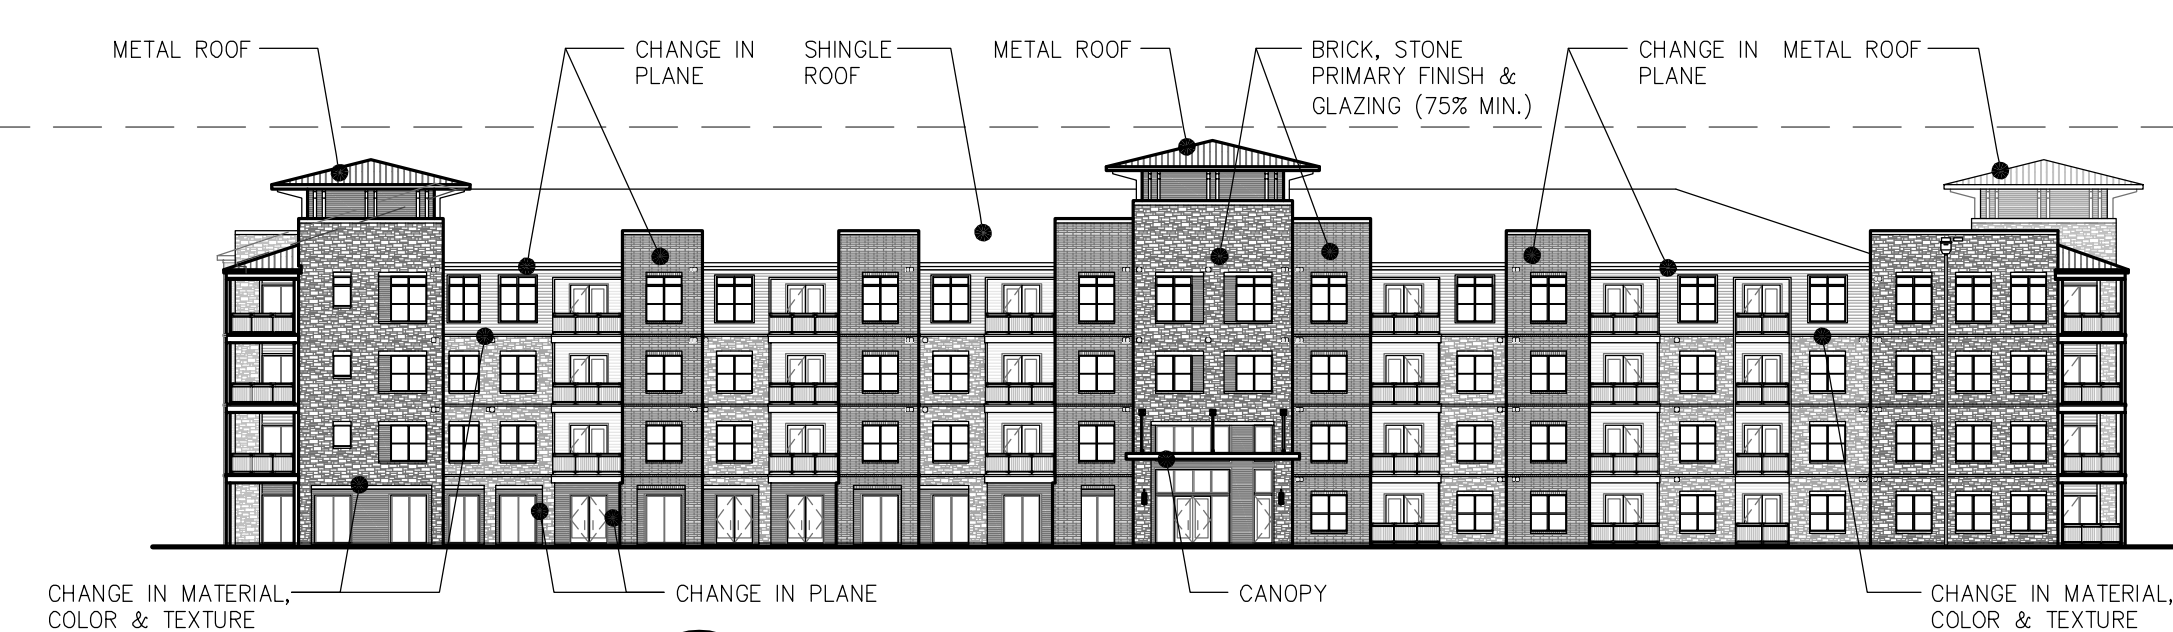 METAL ROOF
CHANGE IN
PLANE
SHINGLE
ROOF
METAL ROOF
BRICK, STONE
PRIMARY FINISH &
GLAZING (75% MIN.)
CHANGE IN
PLANE
METAL ROOF
CHANGE IN MATERIAL,
COLOR & TEXTURE
CHANGE IN PLANE
CANOPY
CHANGE IN MATERIAL,
COLOR & TEXTURE